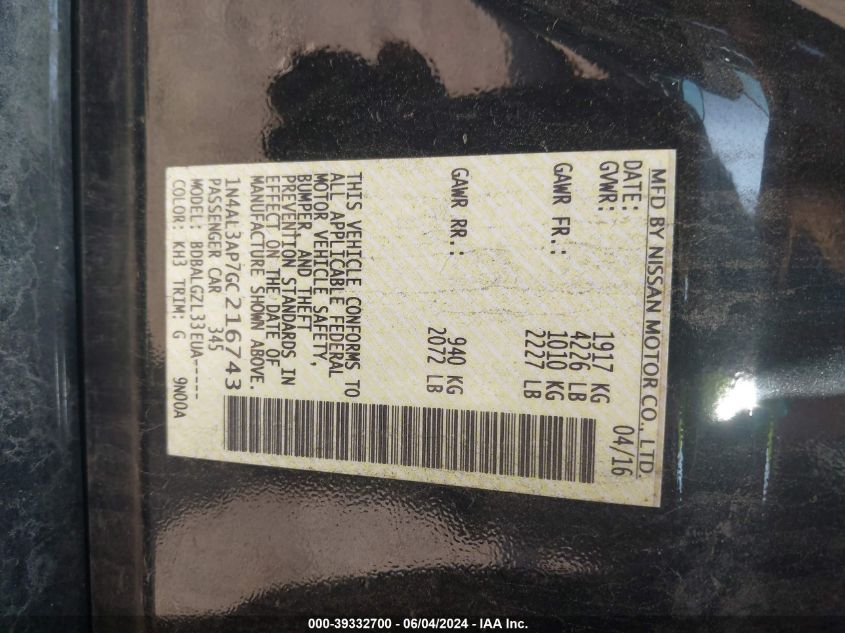 MFD BY NISSAN MOTOR CO., LTD.
DATE: 04/16
GVWR: 1917 KG
4226 LB
GAWR FR.: 1010 KG
2227 LB
GAWR RR.: 940 KG
2072 LB
THIS VEHICLE CONFORMS TO
ALL APPLICABLE FEDERAL
MOTOR VEHICLE SAFETY,
BUMPER, AND THEFT
PREVENTION STANDARDS IN
EFFECT ON THE DATE OF
MANUFACTURE SHOWN ABOVE.
1N4AL3AP7GC216743
PASSENGER CAR 345
MODEL: BDBALGZL33EUA-----
COLOR: KH3 TRIM: G 9N00A
000-39332700 - 06/04/2024 - IAA Inc.